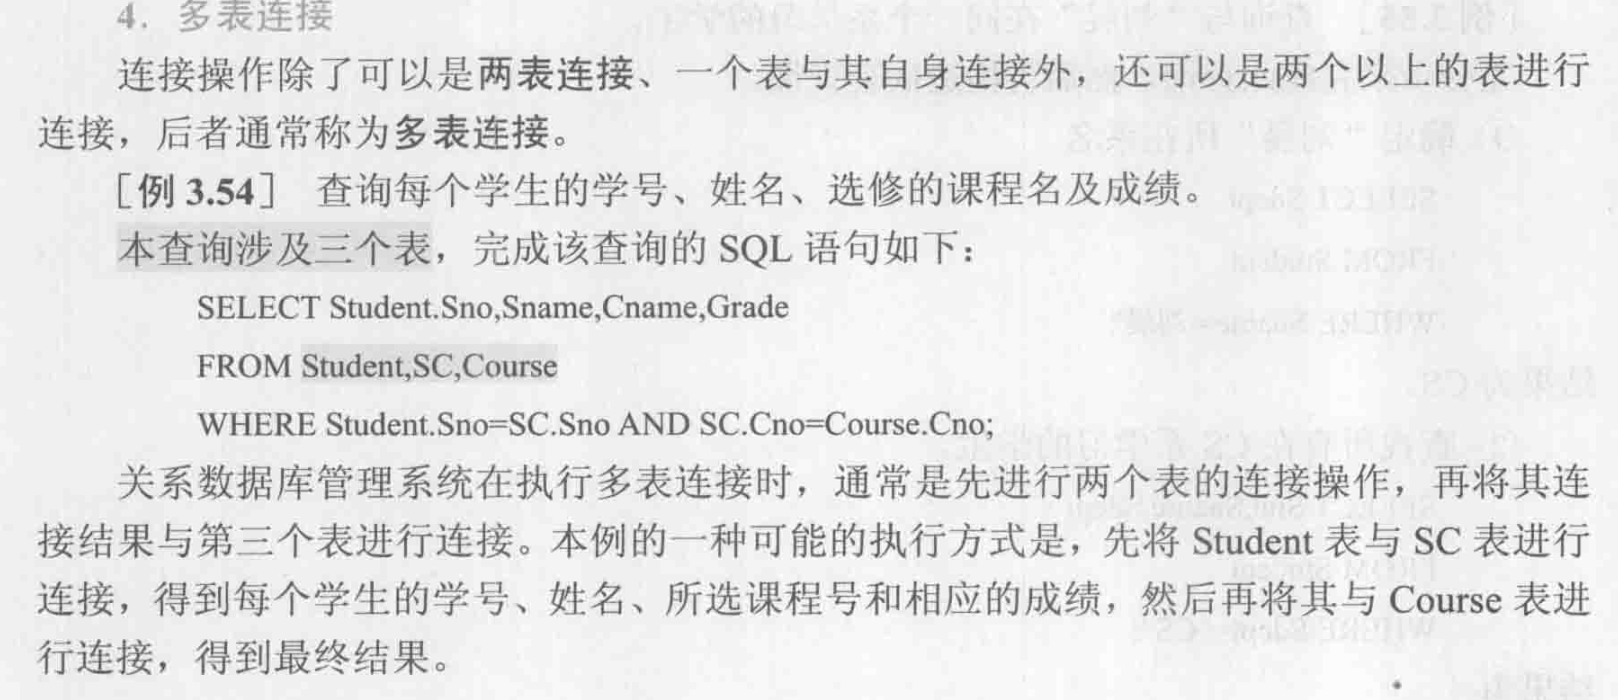 4. 多表连接
连接操作除了可以是两表连接、一个表与其自身连接外，还可以是两个以上的表进行
连接，后者通常称为多表连接。
[例 3.54] 查询每个学生的学号、姓名、选修的课程名及成绩。
本查询涉及三个表，完成该查询的 SQL 语句如下：
SELECT Student.Sno,Sname,Cname,Grade
FROM Student,SC,Course
WHERE Student.Sno=SC.Sno AND SC.Cno=Course.Cno;
关系数据库管理系统在执行多表连接时，通常是先进行两个表的连接操作，再将其连
接结果与第三个表进行连接。本例的一种可能的执行方式是，先将 Student 表与 SC 表进行
连接，得到每个学生的学号、姓名、所选课程号和相应的成绩，然后再将其与 Course 表进
行连接，得到最终结果。